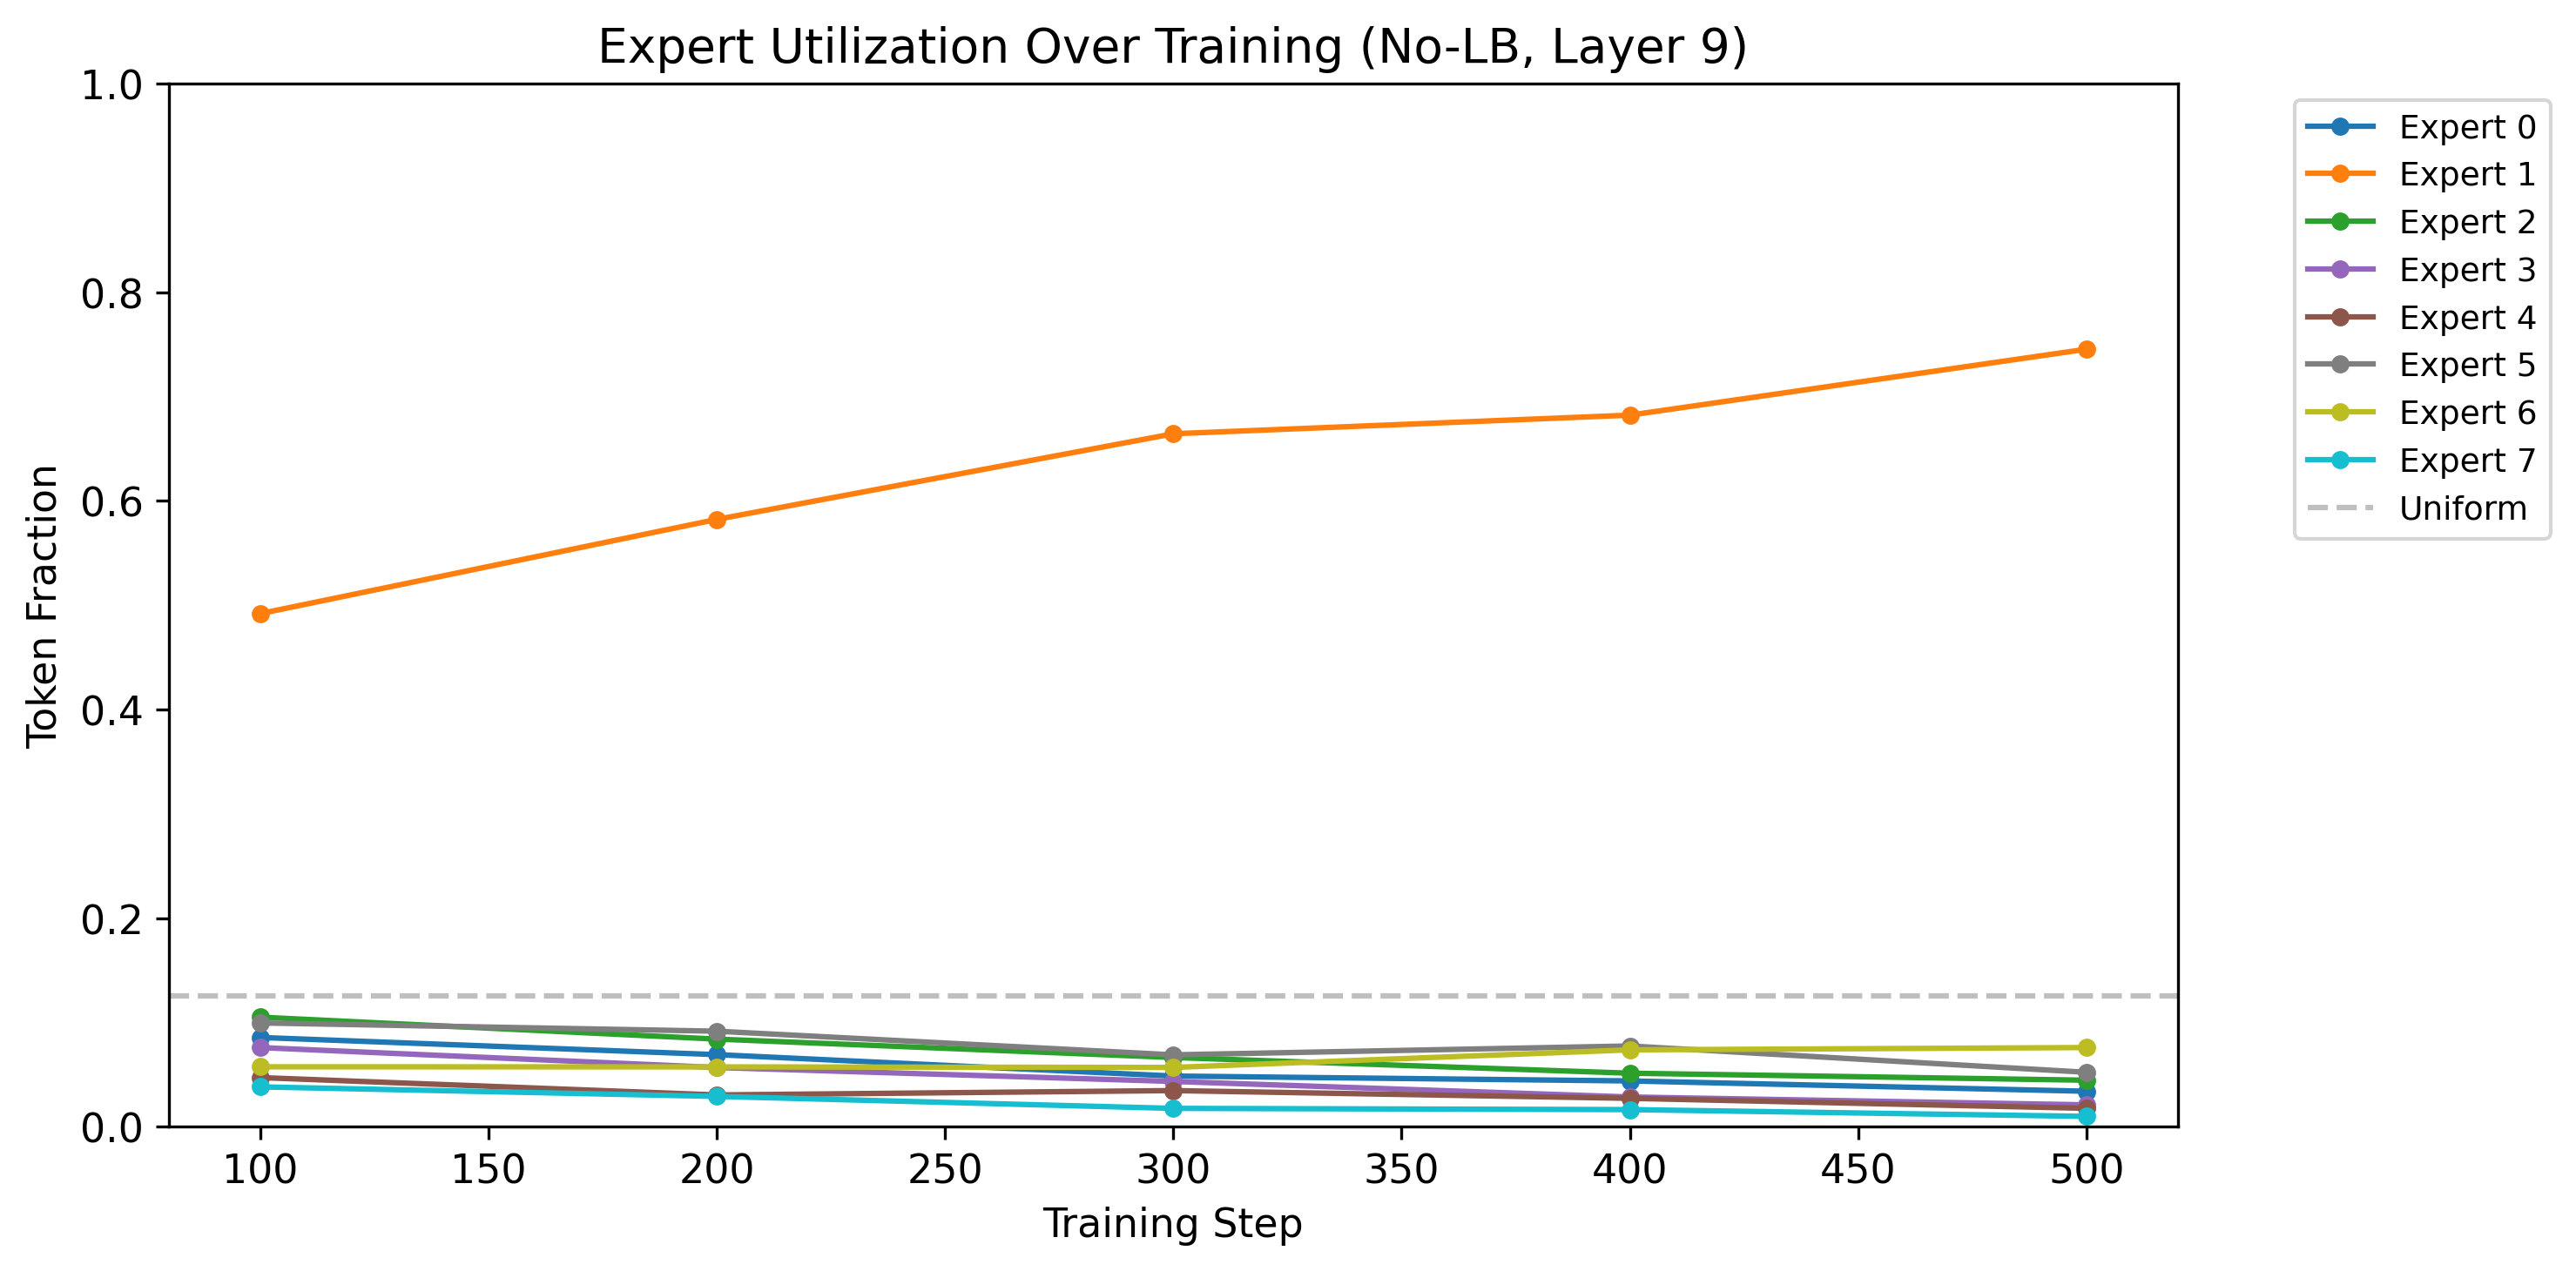 Expert Utilization Over Training (No-LB, Layer 9)
1.0
0.8
0.6
0.4
0.2
0.0
Token Fraction
100 150 200 250 300 350 400 450 500
Training Step
Expert 0
Expert 1
Expert 2
Expert 3
Expert 4
Expert 5
Expert 6
Expert 7
Uniform